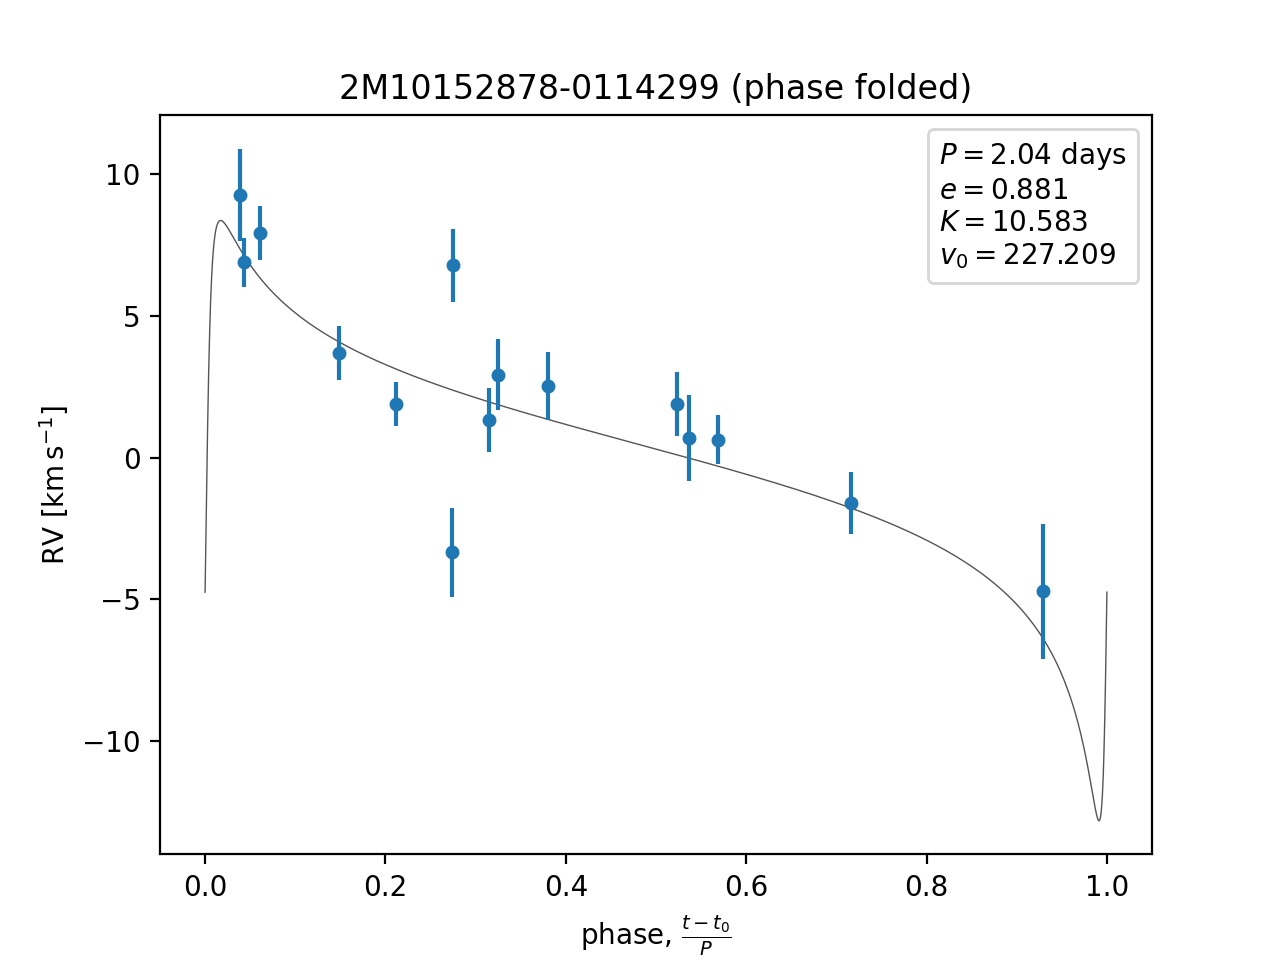 2M10152878-0114299 (phase folded)
P = 2.04 days
e = 0.881
K = 10.583
v₀ = 227.209
10
5
0
−5
−10
RV [km s⁻¹]
0.0 0.2 0.4 0.6 0.8 1.0
phase, (t − t₀)/P